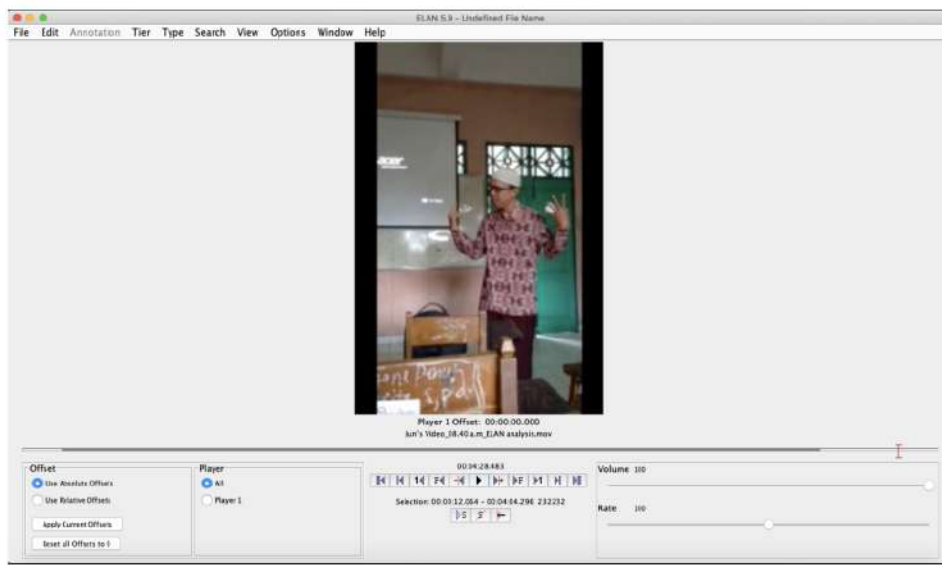 ELAN 5.9 - Undefined File Name
File Edit Annotation Tier Type Search View Options Window Help
acer
Player 1 Offset: 00:00:00.000
Jun's Video_08.40 a.m_ELAN analysis.mov
Offset
Use Absolute Offsets
Use Relative Offsets
Apply Current Offsets
Reset all Offsets to 0
Player
All
Player 1
00:04:28.483
Selection: 00:00:12.064 - 00:04:04.296 232232
Volume 100
Rate 100